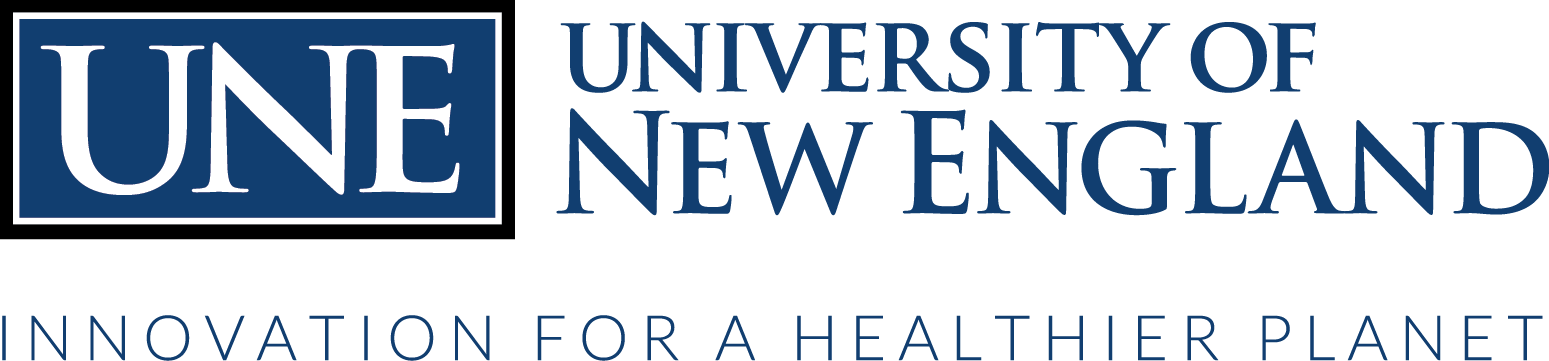 UNE
UNIVERSITY OF
NEW ENGLAND
INNOVATION FOR A HEALTHIER PLANET